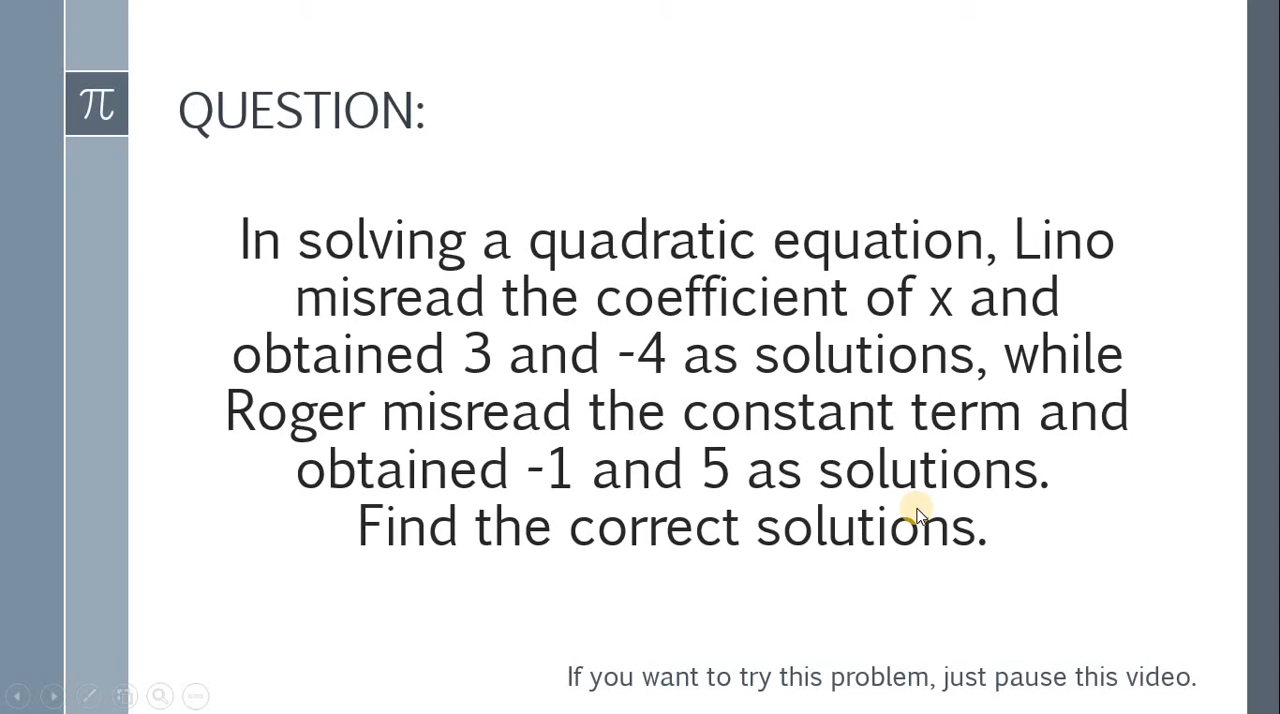 π
QUESTION:
In solving a quadratic equation, Lino
misread the coefficient of x and
obtained 3 and -4 as solutions, while
Roger misread the constant term and
obtained -1 and 5 as solutions.
Find the correct solutions.
If you want to try this problem, just pause this video.